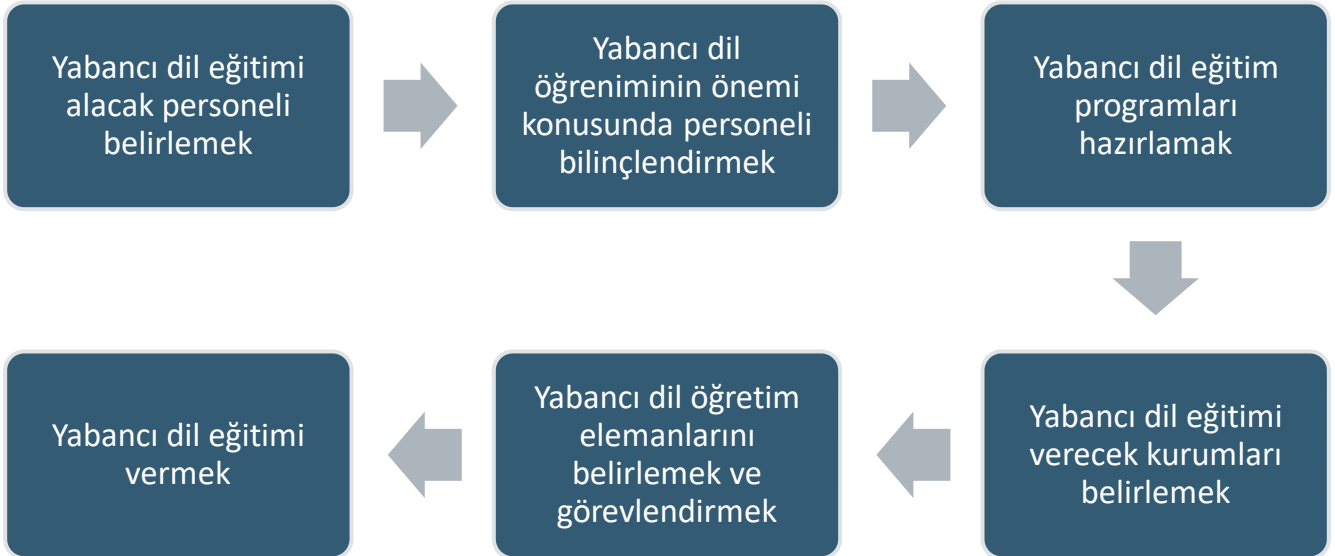 Yabancı dil eğitimi
alacak personeli
belirlemek
Yabancı dil
öğreniminin önemi
konusunda personeli
bilinçlendirmek
Yabancı dil eğitim
programları
hazırlamak
Yabancı dil eğitimi
verecek kurumları
belirlemek
Yabancı dil öğretim
elemanlarını
belirlemek ve
görevlendirmek
Yabancı dil eğitimi
vermek